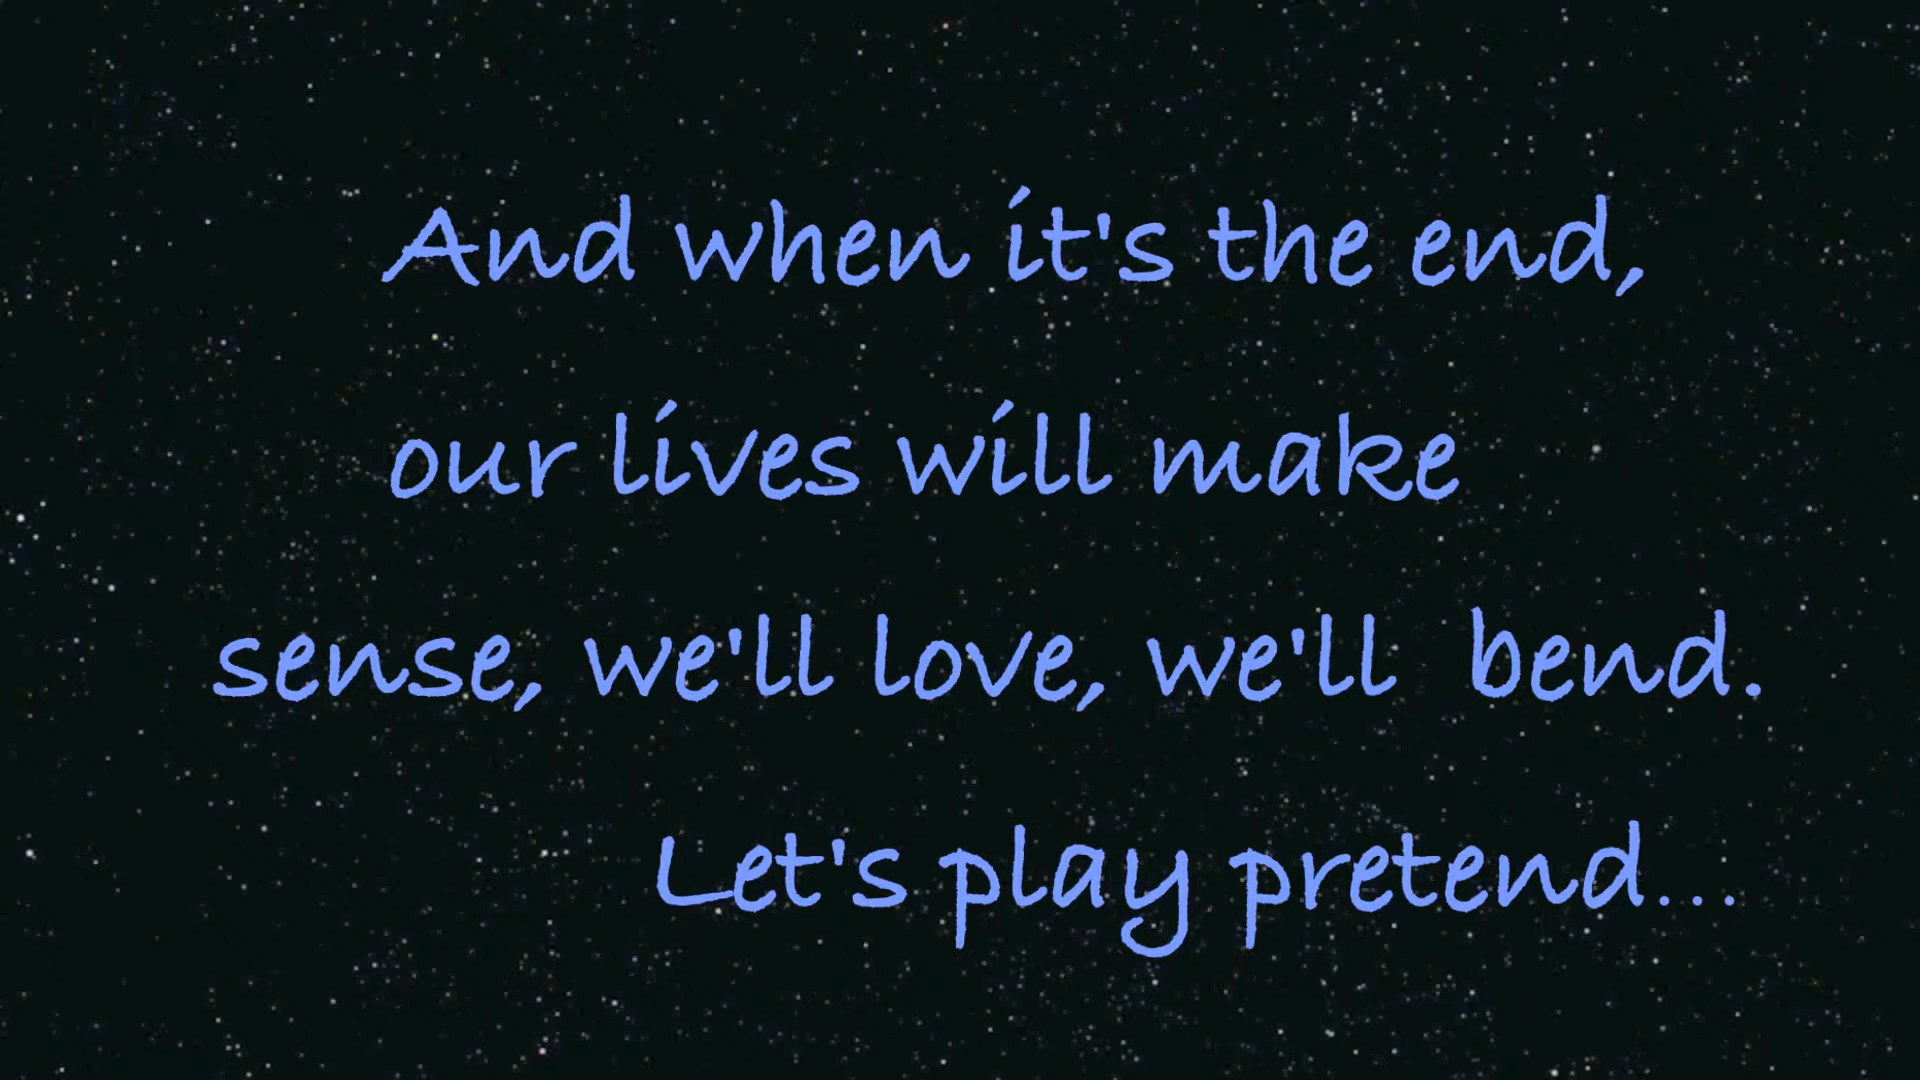 And when it's the end,
our lives will make
sense, we'll love, we'll bend.
Let's play pretend...